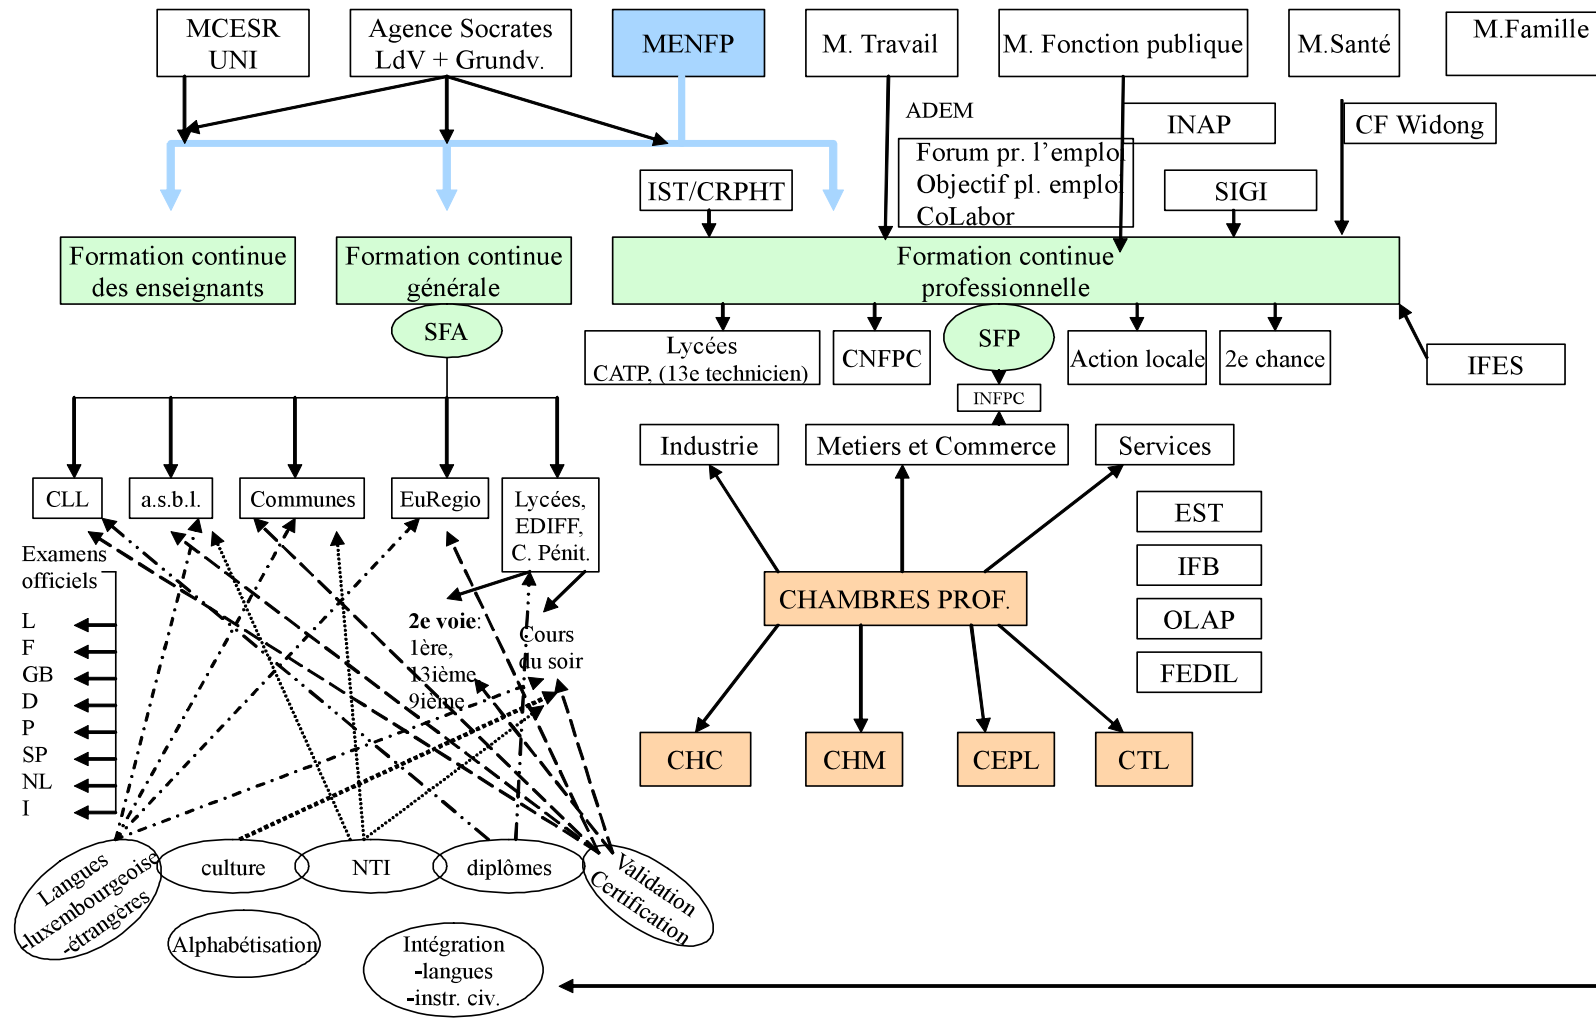 MCESR
UNI
Agence Socrates
LdV + Grundv.
MENFP
M. Travail
M. Fonction publique
M.Santé
M.Famille
ADEM
INAP
CF Widong
Forum pr. l’emploi
Objectif pl. emploi
CoLabor
IST/CRPHT
SIGI
Formation continue
des enseignants
Formation continue
générale
Formation continue
professionnelle
SFA
SFP
Lycées
CATP, (13e technicien)
CNFPC
Action locale
2e chance
IFES
INFPC
Industrie
Metiers et Commerce
Services
CLL
a.s.b.l.
Communes
EuRegio
Lycées,
EDIFF,
C. Pénit.
EST
IFB
OLAP
FEDIL
Examens
officiels
L
F
GB
D
P
SP
NL
I
2e voie:
1ère,
13ième
9ième
Cours
du soir
CHAMBRES PROF.
CHC
CHM
CEPL
CTL
Langues
-luxembourgeoise
-étrangères
culture
NTI
diplômes
Validation
Certification
Alphabétisation
Intégration
-langues
-instr. civ.